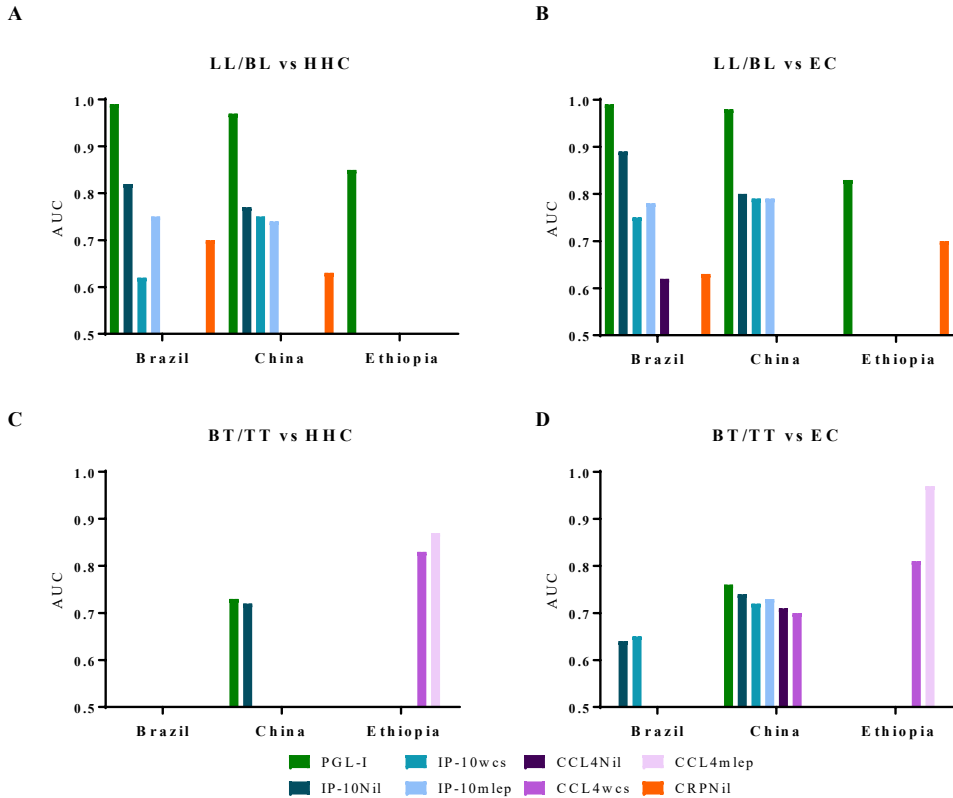 A
LL/BL vs HHC
1.0
0.9
0.8
0.7
0.6
0.5
AUC
Brazil China Ethiopia
B
LL/BL vs EC
1.0
0.9
0.8
0.7
0.6
0.5
AUC
Brazil China Ethiopia
C
BT/TT vs HHC
1.0
0.9
0.8
0.7
0.6
0.5
AUC
Brazil China Ethiopia
D
BT/TT vs EC
1.0
0.9
0.8
0.7
0.6
0.5
AUC
Brazil China Ethiopia
PGL-I IP-10wcs CCL4Nil CCL4mlep
IP-10Nil IP-10mlep CCL4wcs CRPNil